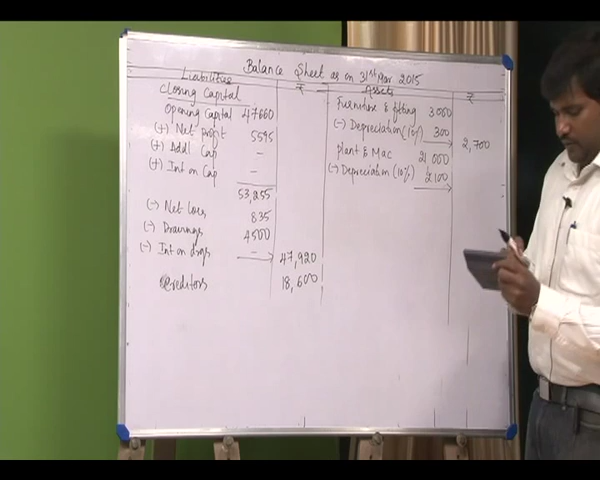 Balance Sheet as on 31st Mar 2015
Liabilities ₹
Closing Capital
Opening Capital 47660
(+) Net Profit 5595
(+) Addl Cap -
(+) Int on Cap -
53,255
(-) Net loss 835
(-) Drawings 4500
(-) Int on drgs - 47,920
Creditors 18,600
Assets ₹
Furniture & fitting 3000
(-) Depreciation (10%) 300 2,700
Plant & Mac 21000
(-) Depreciation (10%) 2100